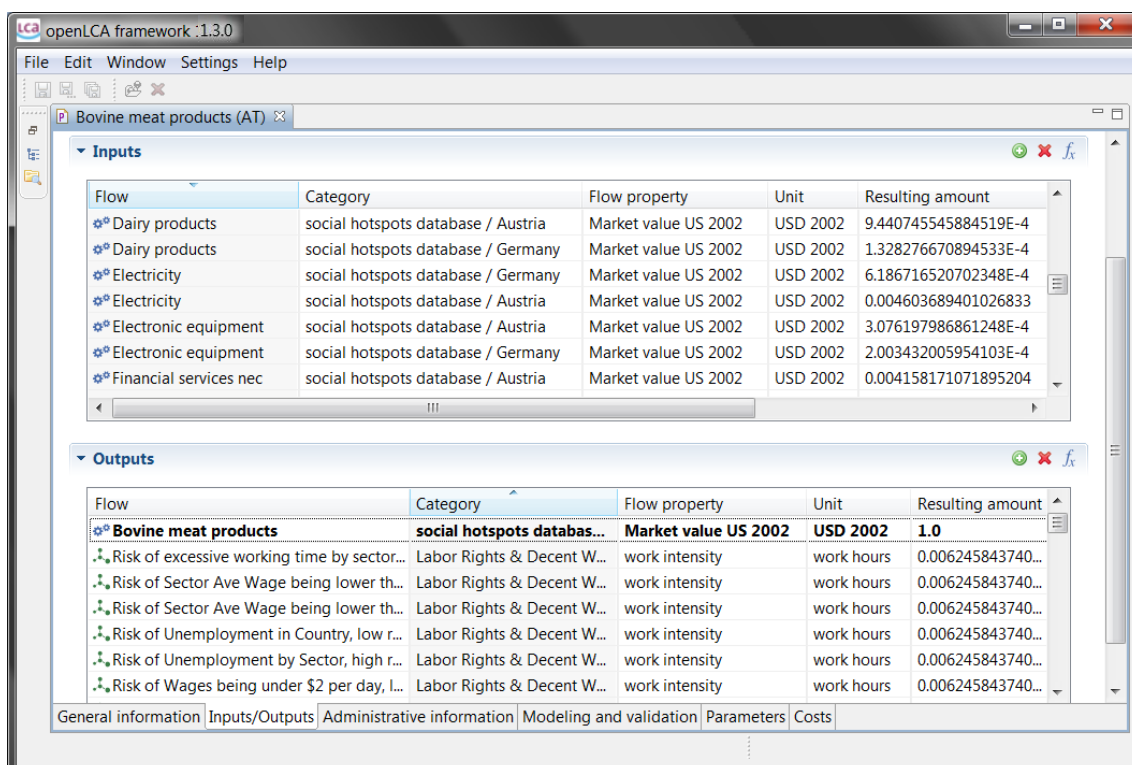 LCa openLCA framework :1.3.0
File Edit Window Settings Help
Bovine meat products (AT)
Inputs
fx
Flow Category Flow property Unit Resulting amount
Dairy products social hotspots database / Austria Market value US 2002 USD 2002 9.440745545884519E-4
Dairy products social hotspots database / Germany Market value US 2002 USD 2002 1.328276670894533E-4
Electricity social hotspots database / Germany Market value US 2002 USD 2002 6.186716520702348E-4
Electricity social hotspots database / Austria Market value US 2002 USD 2002 0.004603689401026833
Electronic equipment social hotspots database / Austria Market value US 2002 USD 2002 3.076197986861248E-4
Electronic equipment social hotspots database / Germany Market value US 2002 USD 2002 2.003432005954103E-4
Financial services nec social hotspots database / Austria Market value US 2002 USD 2002 0.004158171071895204
Outputs
fx
Flow Category Flow property Unit Resulting amount
Bovine meat products social hotspots databas... Market value US 2002 USD 2002 1.0
Risk of excessive working time by sector... Labor Rights & Decent W... work intensity work hours 0.006245843740...
Risk of Sector Ave Wage being lower th... Labor Rights & Decent W... work intensity work hours 0.006245843740...
Risk of Sector Ave Wage being lower th... Labor Rights & Decent W... work intensity work hours 0.006245843740...
Risk of Unemployment in Country, low r... Labor Rights & Decent W... work intensity work hours 0.006245843740...
Risk of Unemployment by Sector, high r... Labor Rights & Decent W... work intensity work hours 0.006245843740...
Risk of Wages being under $2 per day, l... Labor Rights & Decent W... work intensity work hours 0.006245843740...
General information Inputs/Outputs Administrative information Modeling and validation Parameters Costs